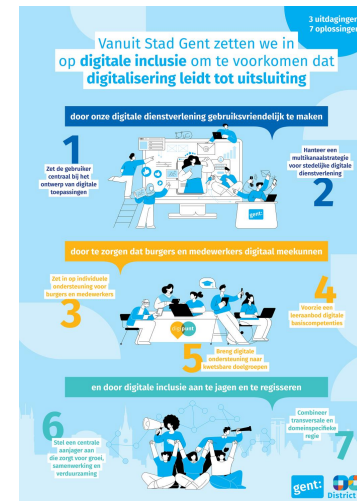 3 uitdagingen
7 oplossingen
Vanuit Stad Gent zetten we in
op digitale inclusie om te voorkomen dat
digitalisering leidt tot uitsluiting
door onze digitale dienstverlening gebruiksvriendelijk te maken
1
Zet de gebruiker
centraal bij het
ontwerp van digitale
toepassingen
Hanteer een
multikanaalstrategie
voor stedelijke digitale
dienstverlening
2
gent:
door te zorgen dat burgers en medewerkers digitaal meekunnen
Zet in op individuele
ondersteuning voor
burgers en medewerkers
3
digipunt
4
Voorzie een
leeraanbod digitale
basiscompetenties
5
Breng digitale
ondersteuning naar
kwetsbare doelgroepen
en door digitale inclusie aan te jagen en te regisseren
6
Stel een centrale
aanjager aan
die zorgt voor groei,
samenwerking en
verduurzaming
Combineer
transversale en
domeinspecifieke
regie
7
gent:
District